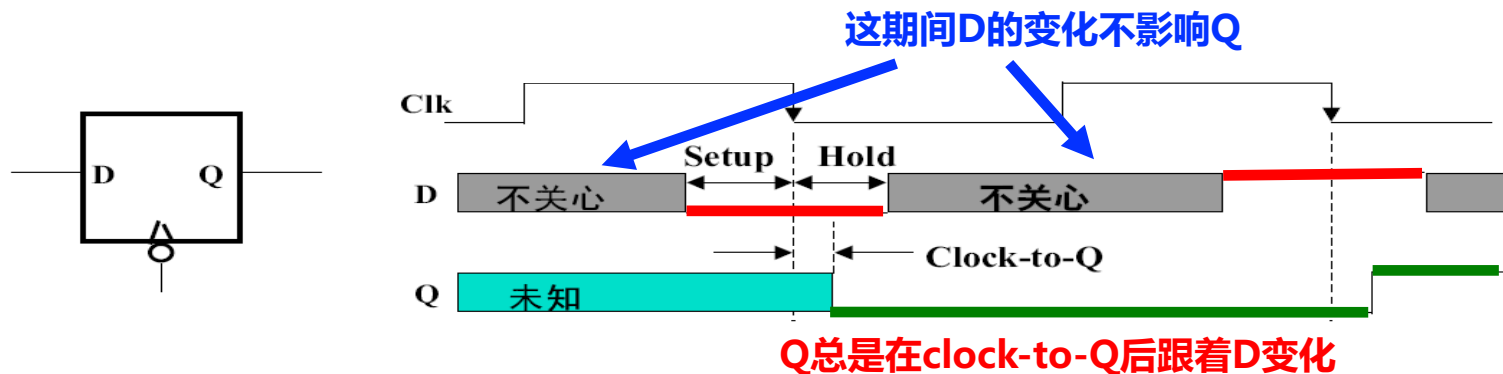 这期间D的变化不影响Q
Clk
Setup Hold
D Q
D 不关心 不关心
Clock-to-Q
Q 未知
Q总是在clock-to-Q后跟着D变化